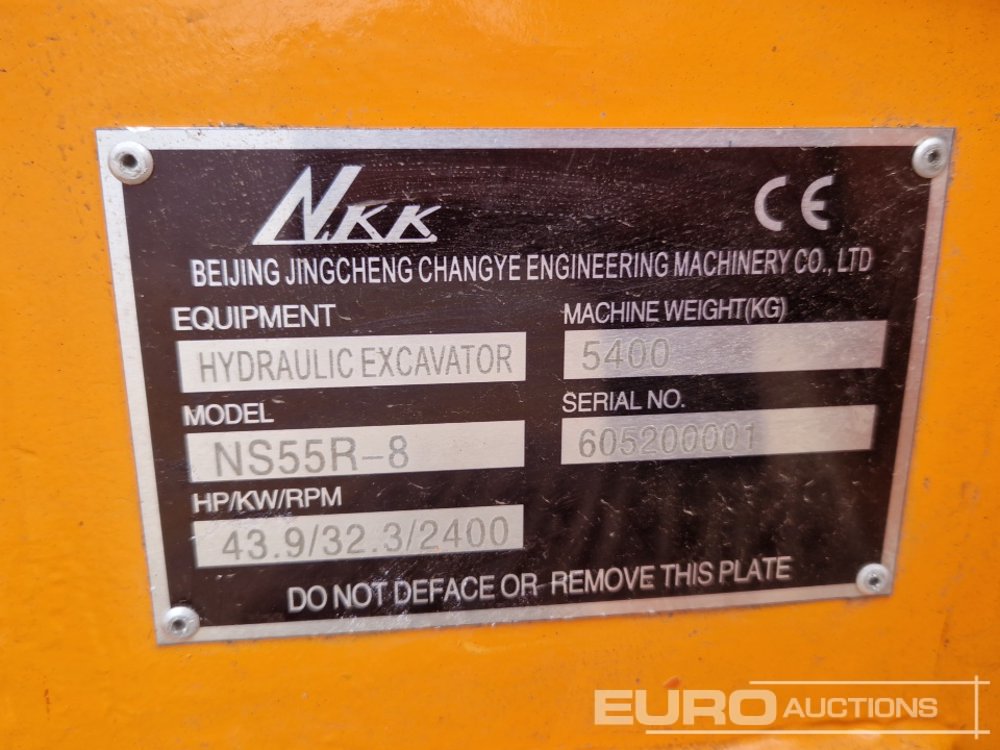 N.KK
CE
BEIJING JINGCHENG CHANGYE ENGINEERING MACHINERY CO., LTD
EQUIPMENT
HYDRAULIC EXCAVATOR
MODEL
NS55R-8
HP/KW/RPM
43.9/32.3/2400
MACHINE WEIGHT(KG)
5400
SERIAL NO.
605200001
DO NOT DEFACE OR REMOVE THIS PLATE
EURO AUCTIONS